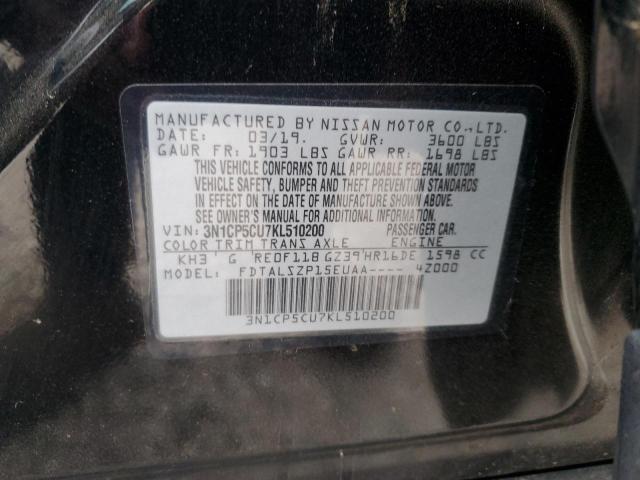 MANUFACTURED BY NISSAN MOTOR CO., LTD.
DATE: 03/19. GVWR: 3600 LBS
GAWR FR: 1903 LBS GAWR RR: 1698 LBS
THIS VEHICLE CONFORMS TO ALL APPLICABLE FEDERAL MOTOR
VEHICLE SAFETY, BUMPER AND THEFT PREVENTION STANDARDS
IN EFFECT ON THE DATE OF MANUFACTURE SHOWN ABOVE.
SEE OWNER'S MANUAL FOR ADDITIONAL INFORMATION.
VIN: 3N1CP5CU7KL510200 PASSENGER CAR.
COLOR TRIM TRANS AXLE ENGINE
KH3 G RE0F11B GZ39 HR16DE 1598 CC
MODEL: FDTALSZP15EUAA---- 4Z000
3N1CP5CU7KL510200